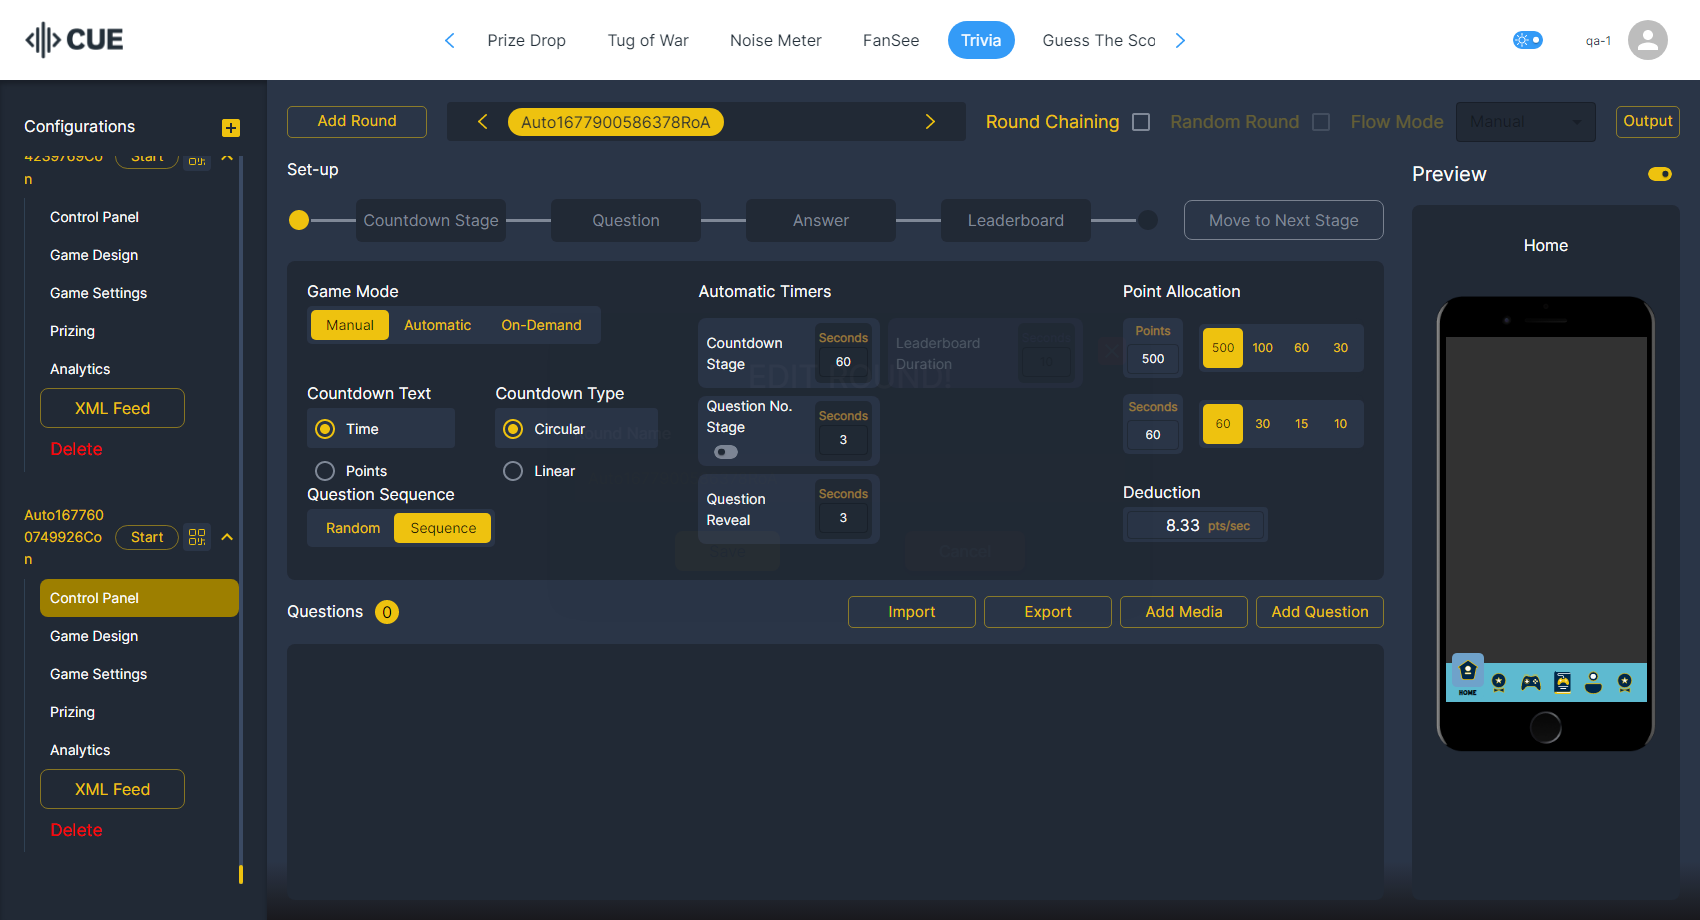 CUE
Prize Drop
Tug of War
Noise Meter
FanSee
Trivia
Guess The Sco
qa-1
Configurations
4239769Co
n
Start
Control Panel
Game Design
Game Settings
Prizing
Analytics
XML Feed
Delete
Auto167760
0749926Co
n
Start
Control Panel
Game Design
Game Settings
Prizing
Analytics
XML Feed
Delete
Add Round
Auto1677900586378RoA
Round Chaining
Random Round
Flow Mode
Manual
Output
Set-up
Countdown Stage
Question
Answer
Leaderboard
Move to Next Stage
Game Mode
Manual
Automatic
On-Demand
Countdown Text
Time
Points
Countdown Type
Circular
Linear
Question Sequence
Random
Sequence
Automatic Timers
Countdown
Stage
Seconds
60
Leaderboard
Duration
10
EDIT ROUND!
Round Name
Question No.
Stage
Seconds
3
Question
Reveal
Seconds
3
Cancel
Point Allocation
Points
500
500
100
60
30
Seconds
60
60
30
15
10
Deduction
8.33 pts/sec
Questions 0
Import
Export
Add Media
Add Question
Preview
Home
HOME